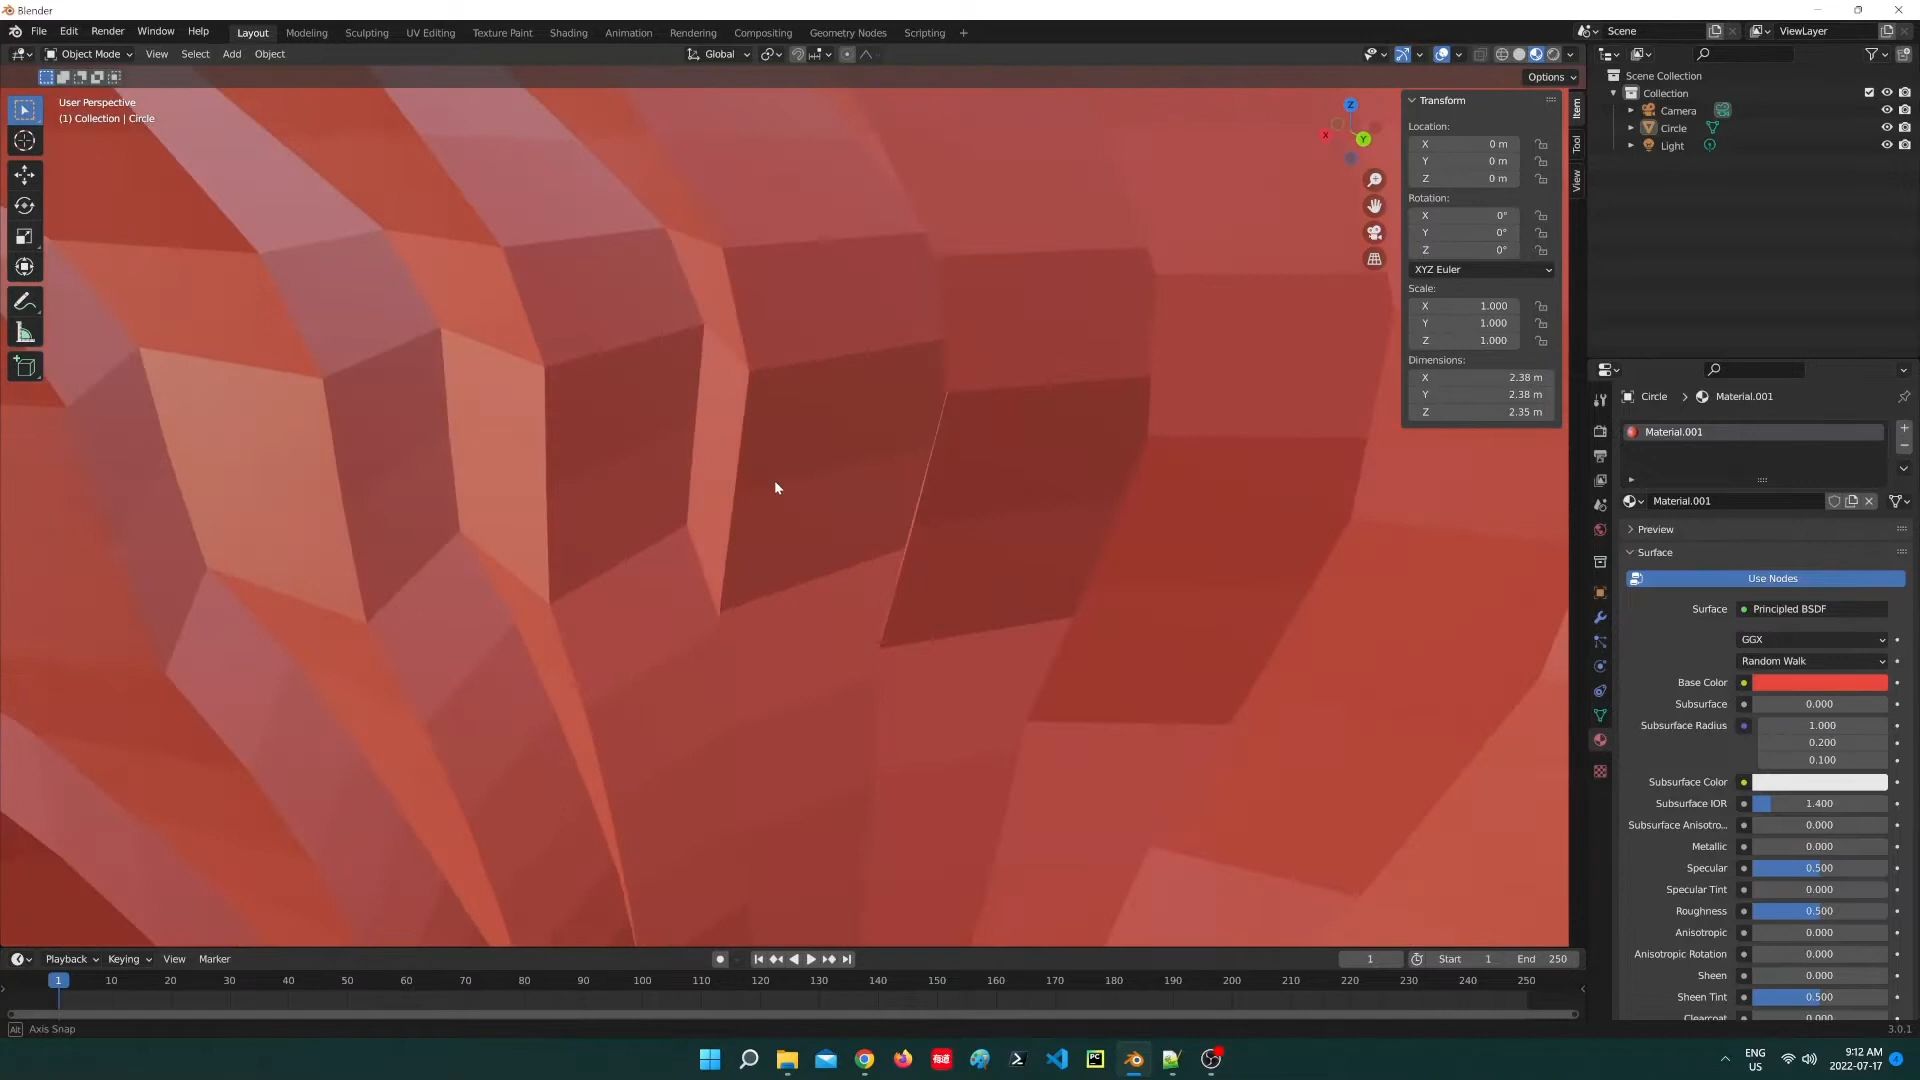 Blender
File Edit Render Window Help
Layout Modeling Sculpting UV Editing Texture Paint Shading Animation Rendering Compositing Geometry Nodes Scripting +
Scene
ViewLayer
Object Mode View Select Add Object
Global
Options
User Perspective
(1) Collection | Circle
Z
X
Y
Transform
Location:
X 0 m
Y 0 m
Z 0 m
Rotation:
X 0°
Y 0°
Z 0°
XYZ Euler
Scale:
X 1.000
Y 1.000
Z 1.000
Dimensions:
X 2.38 m
Y 2.38 m
Z 2.35 m
Item
Tool
View
Scene Collection
Collection
Camera
Circle
Light
Circle > Material.001
Material.001
Material.001
Preview
Surface
Use Nodes
Surface Principled BSDF
GGX
Random Walk
Base Color
Subsurface 0.000
Subsurface Radius 1.000
0.200
0.100
Subsurface Color
Subsurface IOR 1.400
Subsurface Anisotro... 0.000
Metallic 0.000
Specular 0.500
Specular Tint 0.000
Roughness 0.500
Anisotropic 0.000
Anisotropic Rotation 0.000
Sheen 0.000
Sheen Tint 0.500
Clearcoat 0.000
Playback Keying View Marker
1 Start 1 End 250
1 10 20 30 40 50 60 70 80 90 100 110 120 130 140 150 160 170 180 190 200 210 220 230 240 250
Alt Axis Snap
3.0.1
有道
PC
ENG
US
9:12 AM
2022-07-17
4